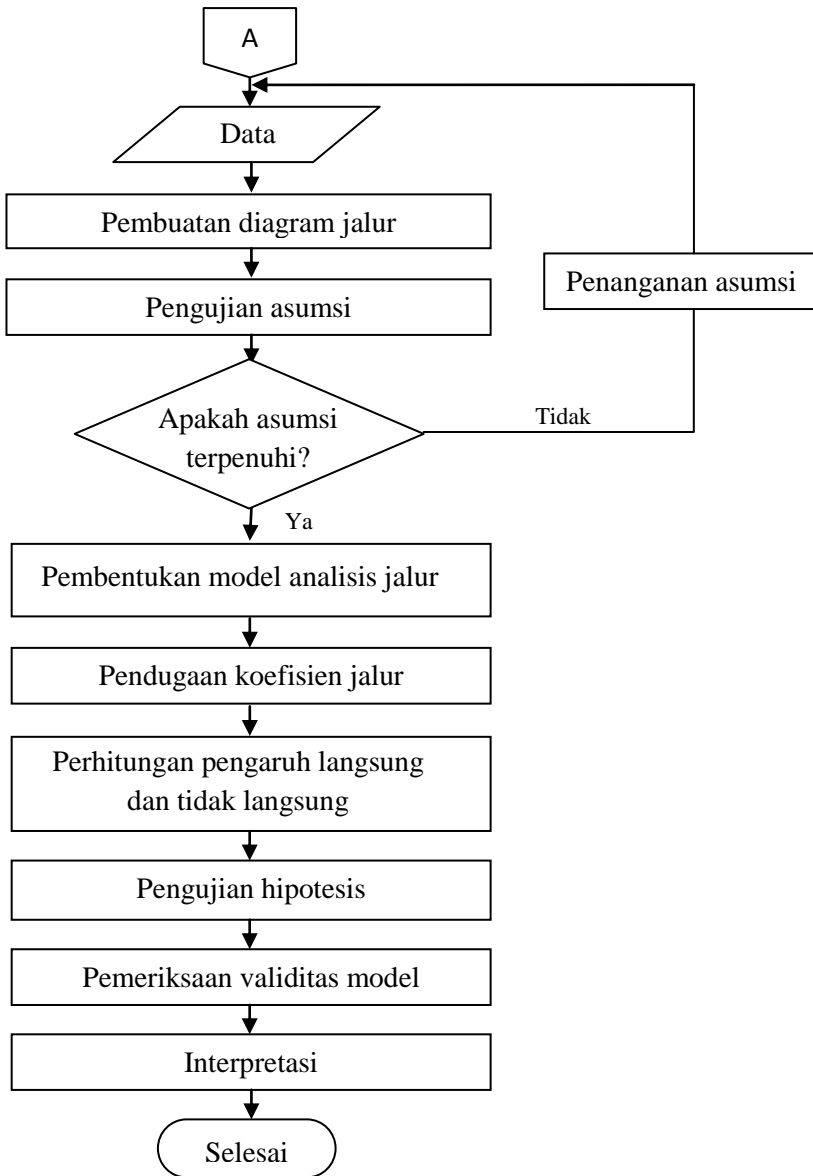 A
Data
Pembuatan diagram jalur
Penanganan asumsi
Pengujian asumsi
Apakah asumsi
terpenuhi?
Tidak
Ya
Pembentukan model analisis jalur
Pendugaan koefisien jalur
Perhitungan pengaruh langsung
dan tidak langsung
Pengujian hipotesis
Pemeriksaan validitas model
Interpretasi
Selesai